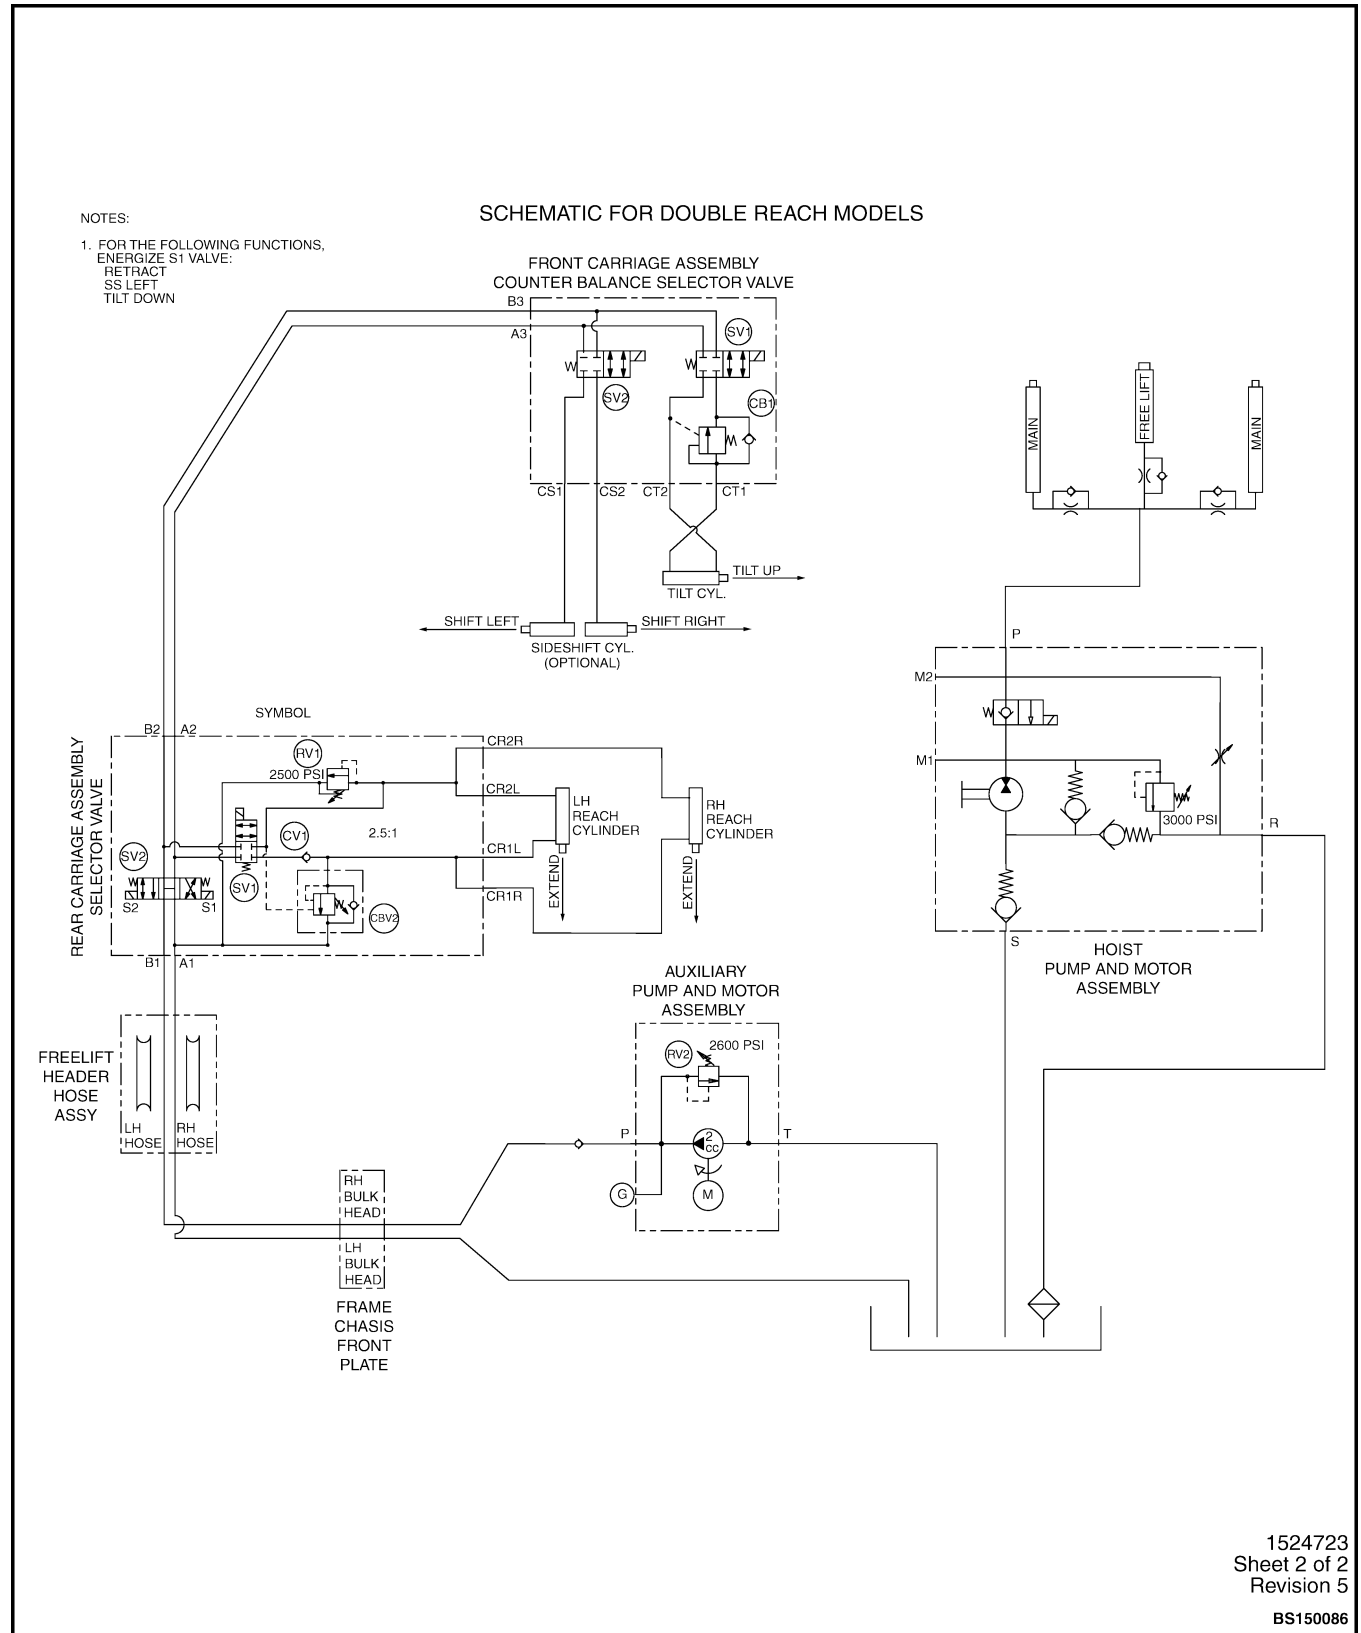 SCHEMATIC FOR DOUBLE REACH MODELS
NOTES:
1. FOR THE FOLLOWING FUNCTIONS,
ENERGIZE S1 VALVE:
RETRACT
SS LEFT
TILT DOWN
FRONT CARRIAGE ASSEMBLY
COUNTER BALANCE SELECTOR VALVE
B3
A3
SV1
SV2
CB1
CS1
CS2
CT2
CT1
TILT UP
TILT CYL.
SHIFT LEFT
SHIFT RIGHT
SIDESHIFT CYL.
(OPTIONAL)
MAIN
FREE LIFT
MAIN
P
M2
M1
3000 PSI
R
S
HOIST
PUMP AND MOTOR
ASSEMBLY
SYMBOL
B2
A2
REAR CARRIAGE ASSEMBLY
SELECTOR VALVE
RV1
2500 PSI
CV1
2.5:1
SV2
SV1
S2
S1
CBV2
CR2R
CR2L
CR1L
CR1R
LH
REACH
CYLINDER
RH
REACH
CYLINDER
EXTEND
EXTEND
B1
A1
AUXILIARY
PUMP AND MOTOR
ASSEMBLY
RV2
2600 PSI
P
T
2
CC
G
M
FREELIFT
HEADER
HOSE
ASSY
LH
HOSE
RH
HOSE
RH
BULK
HEAD
LH
BULK
HEAD
FRAME
CHASIS
FRONT
PLATE
1524723
Sheet 2 of 2
Revision 5
BS150086